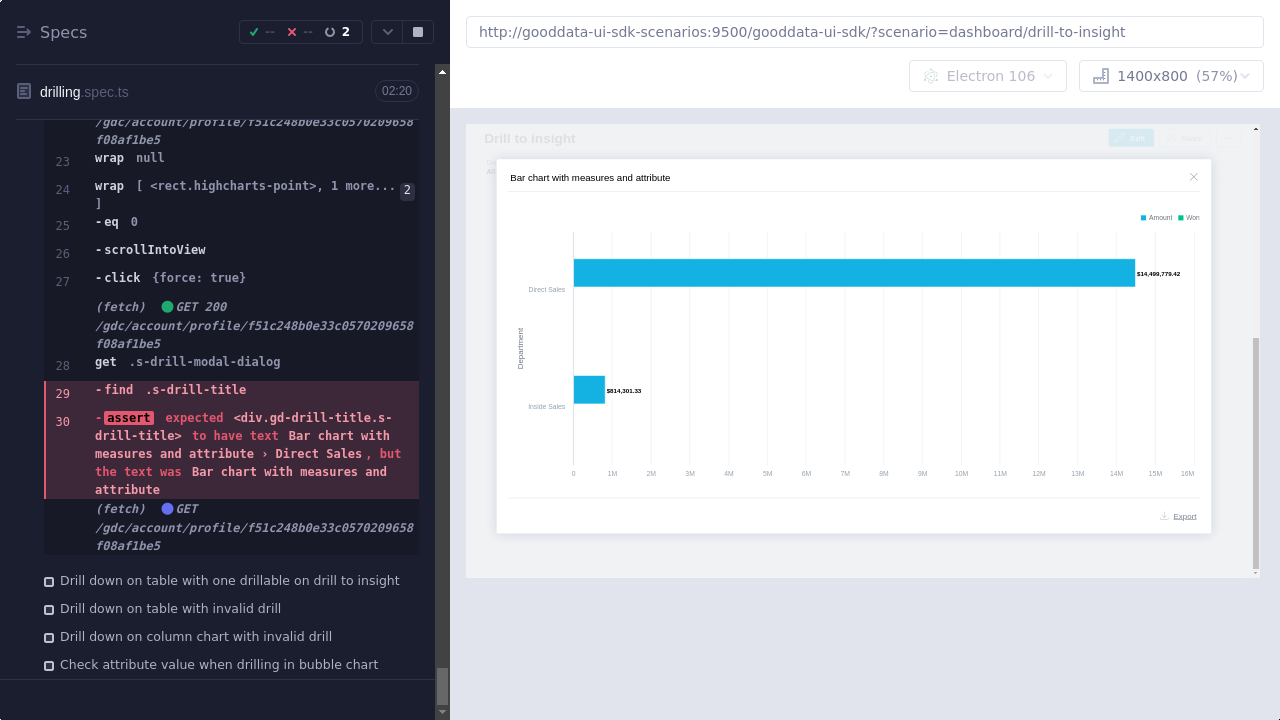 Specs
-- -- 2
drilling.spec.ts
02:20
/gdc/account/profile/f51c248b0e33c0570209658
f08af1be5
23 wrap null
24 wrap [ <rect.highcharts-point>, 1 more... 2
]
25 -eq 0
26 -scrollIntoView
27 -click {force: true}
(fetch) GET 200
/gdc/account/profile/f51c248b0e33c0570209658
f08af1be5
28 get .s-drill-modal-dialog
29 -find .s-drill-title
30 -assert expected <div.gd-drill-title.s-
drill-title> to have text Bar chart with
measures and attribute › Direct Sales, but
the text was Bar chart with measures and
attribute
(fetch) GET
/gdc/account/profile/f51c248b0e33c0570209658
f08af1be5
Drill down on table with one drillable on drill to insight
Drill down on table with invalid drill
Drill down on column chart with invalid drill
Check attribute value when drilling in bubble chart
http://gooddata-ui-sdk-scenarios:9500/gooddata-ui-sdk/?scenario=dashboard/drill-to-insight
Electron 106
1400x800 (57%)
Drill to insight
Bar chart with measures and attribute
Amount Won
Direct Sales
$14,499,779.42
Department
Inside Sales
$814,301.33
0 1M 2M 3M 4M 5M 6M 7M 8M 9M 10M 11M 12M 13M 14M 15M 16M
Export